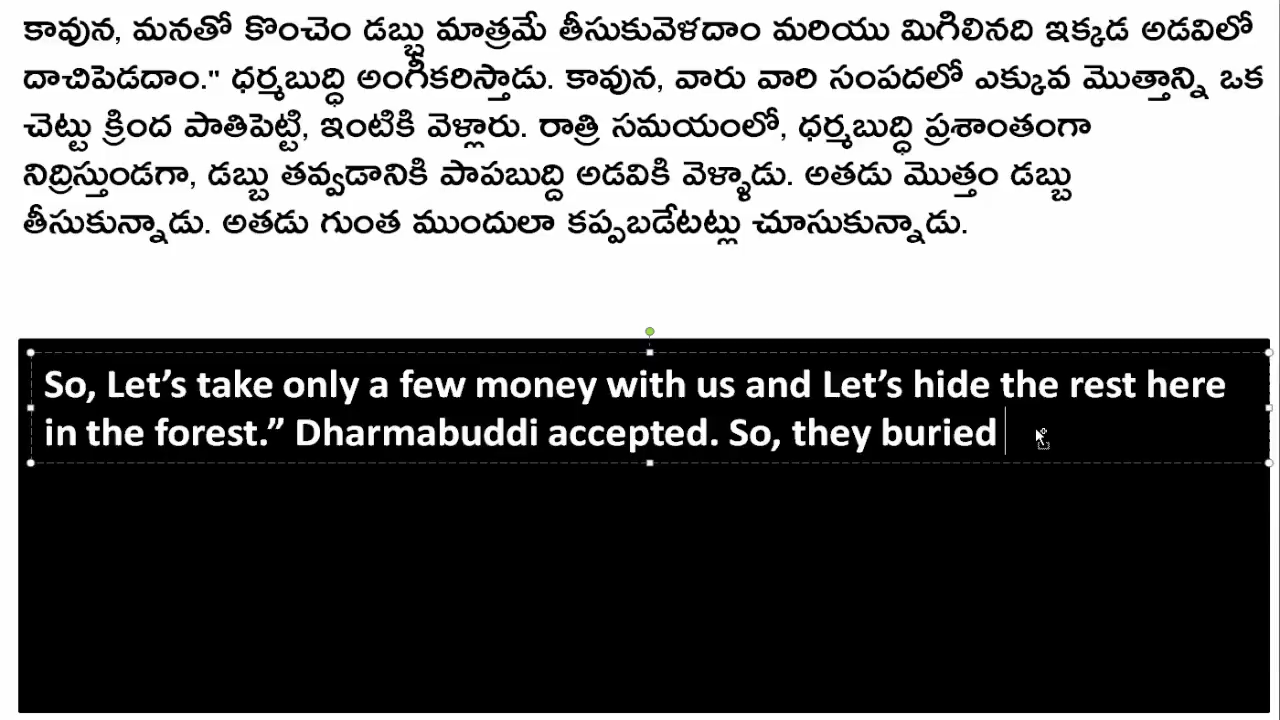 కావున, మనతో కొంచెం డబ్బు మాత్రమే తీసుకువెళదాం మరియు మిగిలినది ఇక్కడ అడవిలో
దాచిపెడదాం." ధర్మబుద్ధి అంగీకరిస్తాడు. కావున, వారు వారి సంపదలో ఎక్కువ మొత్తాన్ని ఒక
చెట్టు క్రింద పాతిపెట్టి, ఇంటికి వెళ్లారు. రాత్రి సమయంలో, ధర్మబుద్ధి ప్రశాంతంగా
నిద్రిస్తుండగా, డబ్బు తవ్వడానికి పాపబుద్ది అడవికి వెళ్ళాడు. అతడు మొత్తం డబ్బు
తీసుకున్నాడు. అతడు గుంత ముందులా కప్పబడేటట్లు చూసుకున్నాడు.
So, Let’s take only a few money with us and Let’s hide the rest here
in the forest.” Dharmabuddi accepted. So, they buried